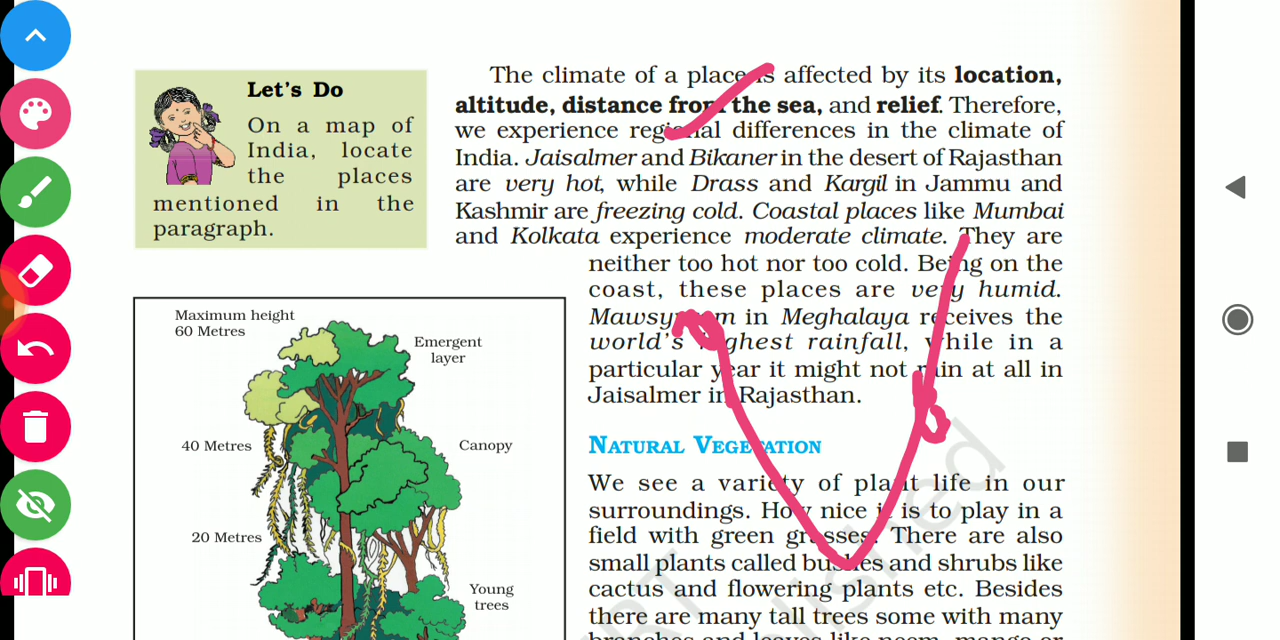 Let's Do
On a map of
India, locate
the places
mentioned in the
paragraph.
The climate of a place is affected by its location,
altitude, distance from the sea, and relief. Therefore,
we experience regional differences in the climate of
India. Jaisalmer and Bikaner in the desert of Rajasthan
are very hot, while Drass and Kargil in Jammu and
Kashmir are freezing cold. Coastal places like Mumbai
and Kolkata experience moderate climate. They are
neither too hot nor too cold. Being on the
coast, these places are very humid.
Mawsynram in Meghalaya receives the
world's highest rainfall, while in a
particular year it might not rain at all in
Jaisalmer in Rajasthan.
Maximum height
60 Metres
Emergent
layer
40 Metres
Canopy
20 Metres
Young
trees
NATURAL VEGETATION
We see a variety of plant life in our
surroundings. How nice it is to play in a
field with green grasses. There are also
small plants called bushes and shrubs like
cactus and flowering plants etc. Besides
there are many tall trees some with many
branches and leaves like neem, mango or